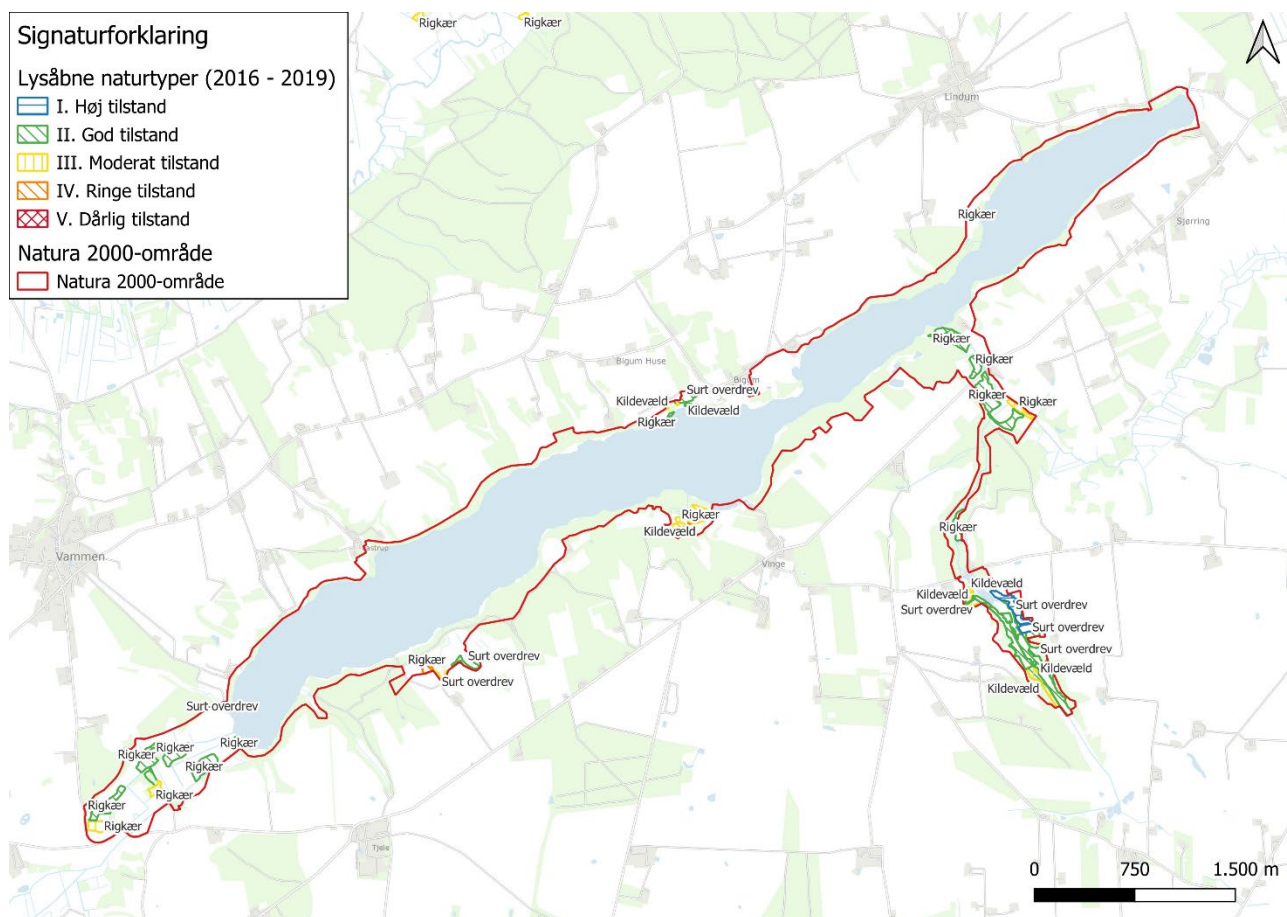 Signaturforklaring
Lysåbne naturtyper (2016 - 2019)
I. Høj tilstand
II. God tilstand
III. Moderat tilstand
IV. Ringe tilstand
V. Dårlig tilstand
Natura 2000-område
Natura 2000-område
Rigkær
Rigkær
Lindum
Rigkær
Sjørring
Rigkær
Bigum Huse
Rigkær
Bigum
Surt overdrev
Kildevæld
Kildevæld
Rigkær
Rigkær
Rigkær
Rigkær
Kildevæld
Rigkær
Vammen
Vinge
Kildevæld
Kildevæld
Surt overdrev
Surt overdrev
Surt overdrev
Surt overdrev
Rigkær
Surt overdrev
Surt overdrev
Kildevæld
Kildevæld
Surt overdrev
Rigkær
Rigkær
Rigkær
Rigkær
Rigkær
Rigkær
Rigkær
Tjele
0 750 1.500 m